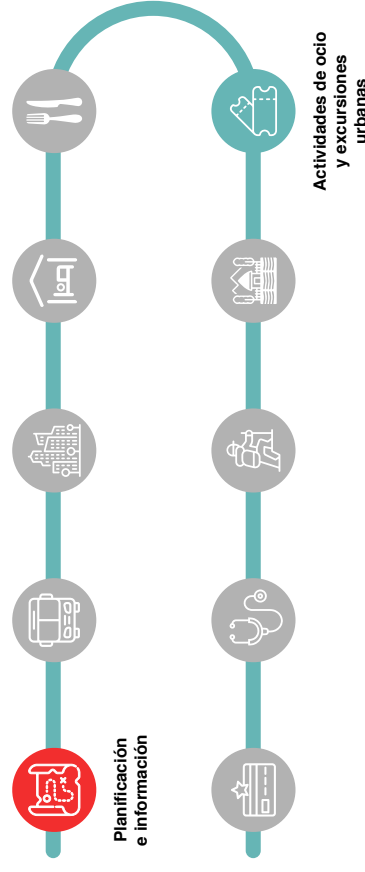 Planificación
e información
Actividades de ocio
y excursiones
urbanas